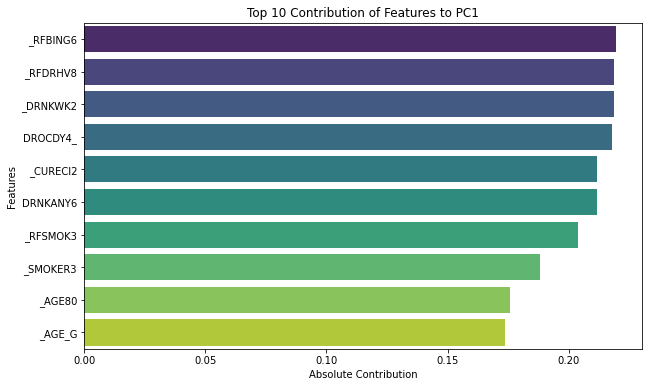 Top 10 Contribution of Features to PC1
Features
_RFBING6
_RFDRHV8
_DRNKWK2
DROCDY4_
_CURECI2
DRNKANY6
_RFSMOK3
_SMOKER3
_AGE80
_AGE_G
0.00 0.05 0.10 0.15 0.20
Absolute Contribution